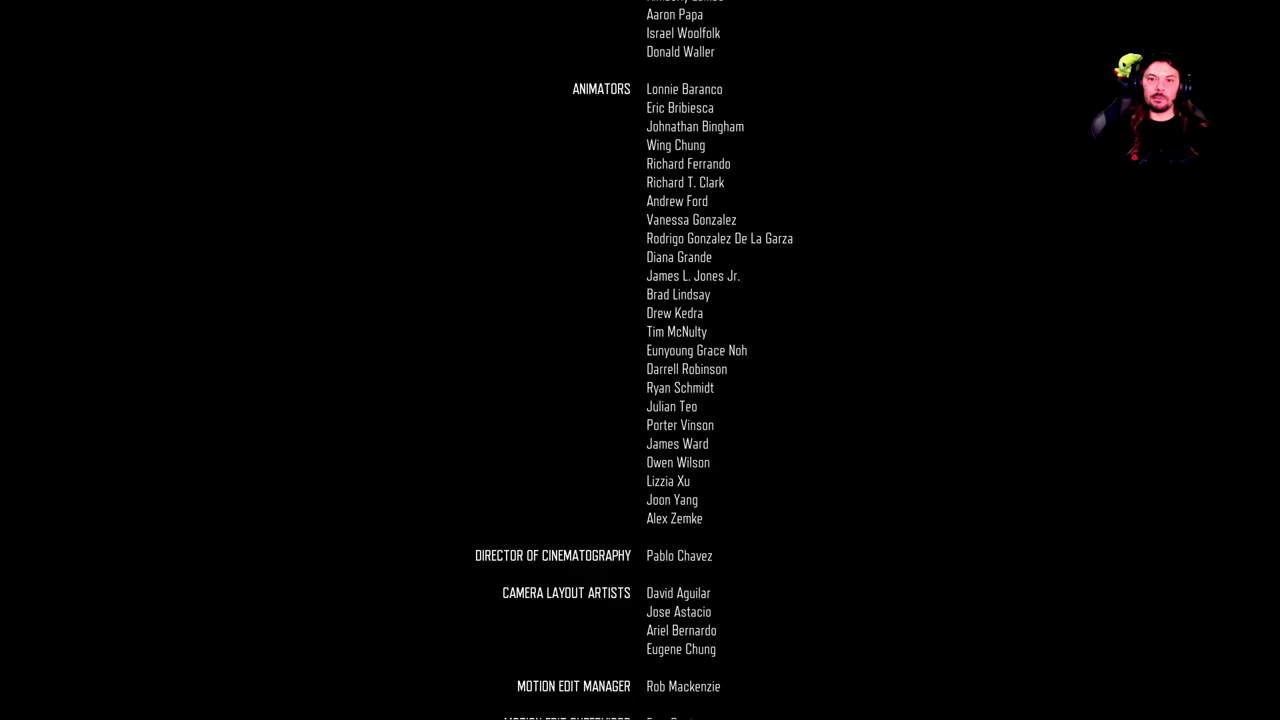 Aaron Papa
Israel Woolfolk
Donald Waller
ANIMATORS Lonnie Baranco
Eric Bribiesca
Johnathan Bingham
Wing Chung
Richard Ferrando
Richard T. Clark
Andrew Ford
Vanessa Gonzalez
Rodrigo Gonzalez De La Garza
Diana Grande
James L. Jones Jr.
Brad Lindsay
Drew Kedra
Tim McNulty
Eunyoung Grace Noh
Darrell Robinson
Ryan Schmidt
Julian Teo
Porter Vinson
James Ward
Owen Wilson
Lizzia Xu
Joon Yang
Alex Zemke
DIRECTOR OF CINEMATOGRAPHY Pablo Chavez
CAMERA LAYOUT ARTISTS David Aguilar
Jose Astacio
Ariel Bernardo
Eugene Chung
MOTION EDIT MANAGER Rob Mackenzie